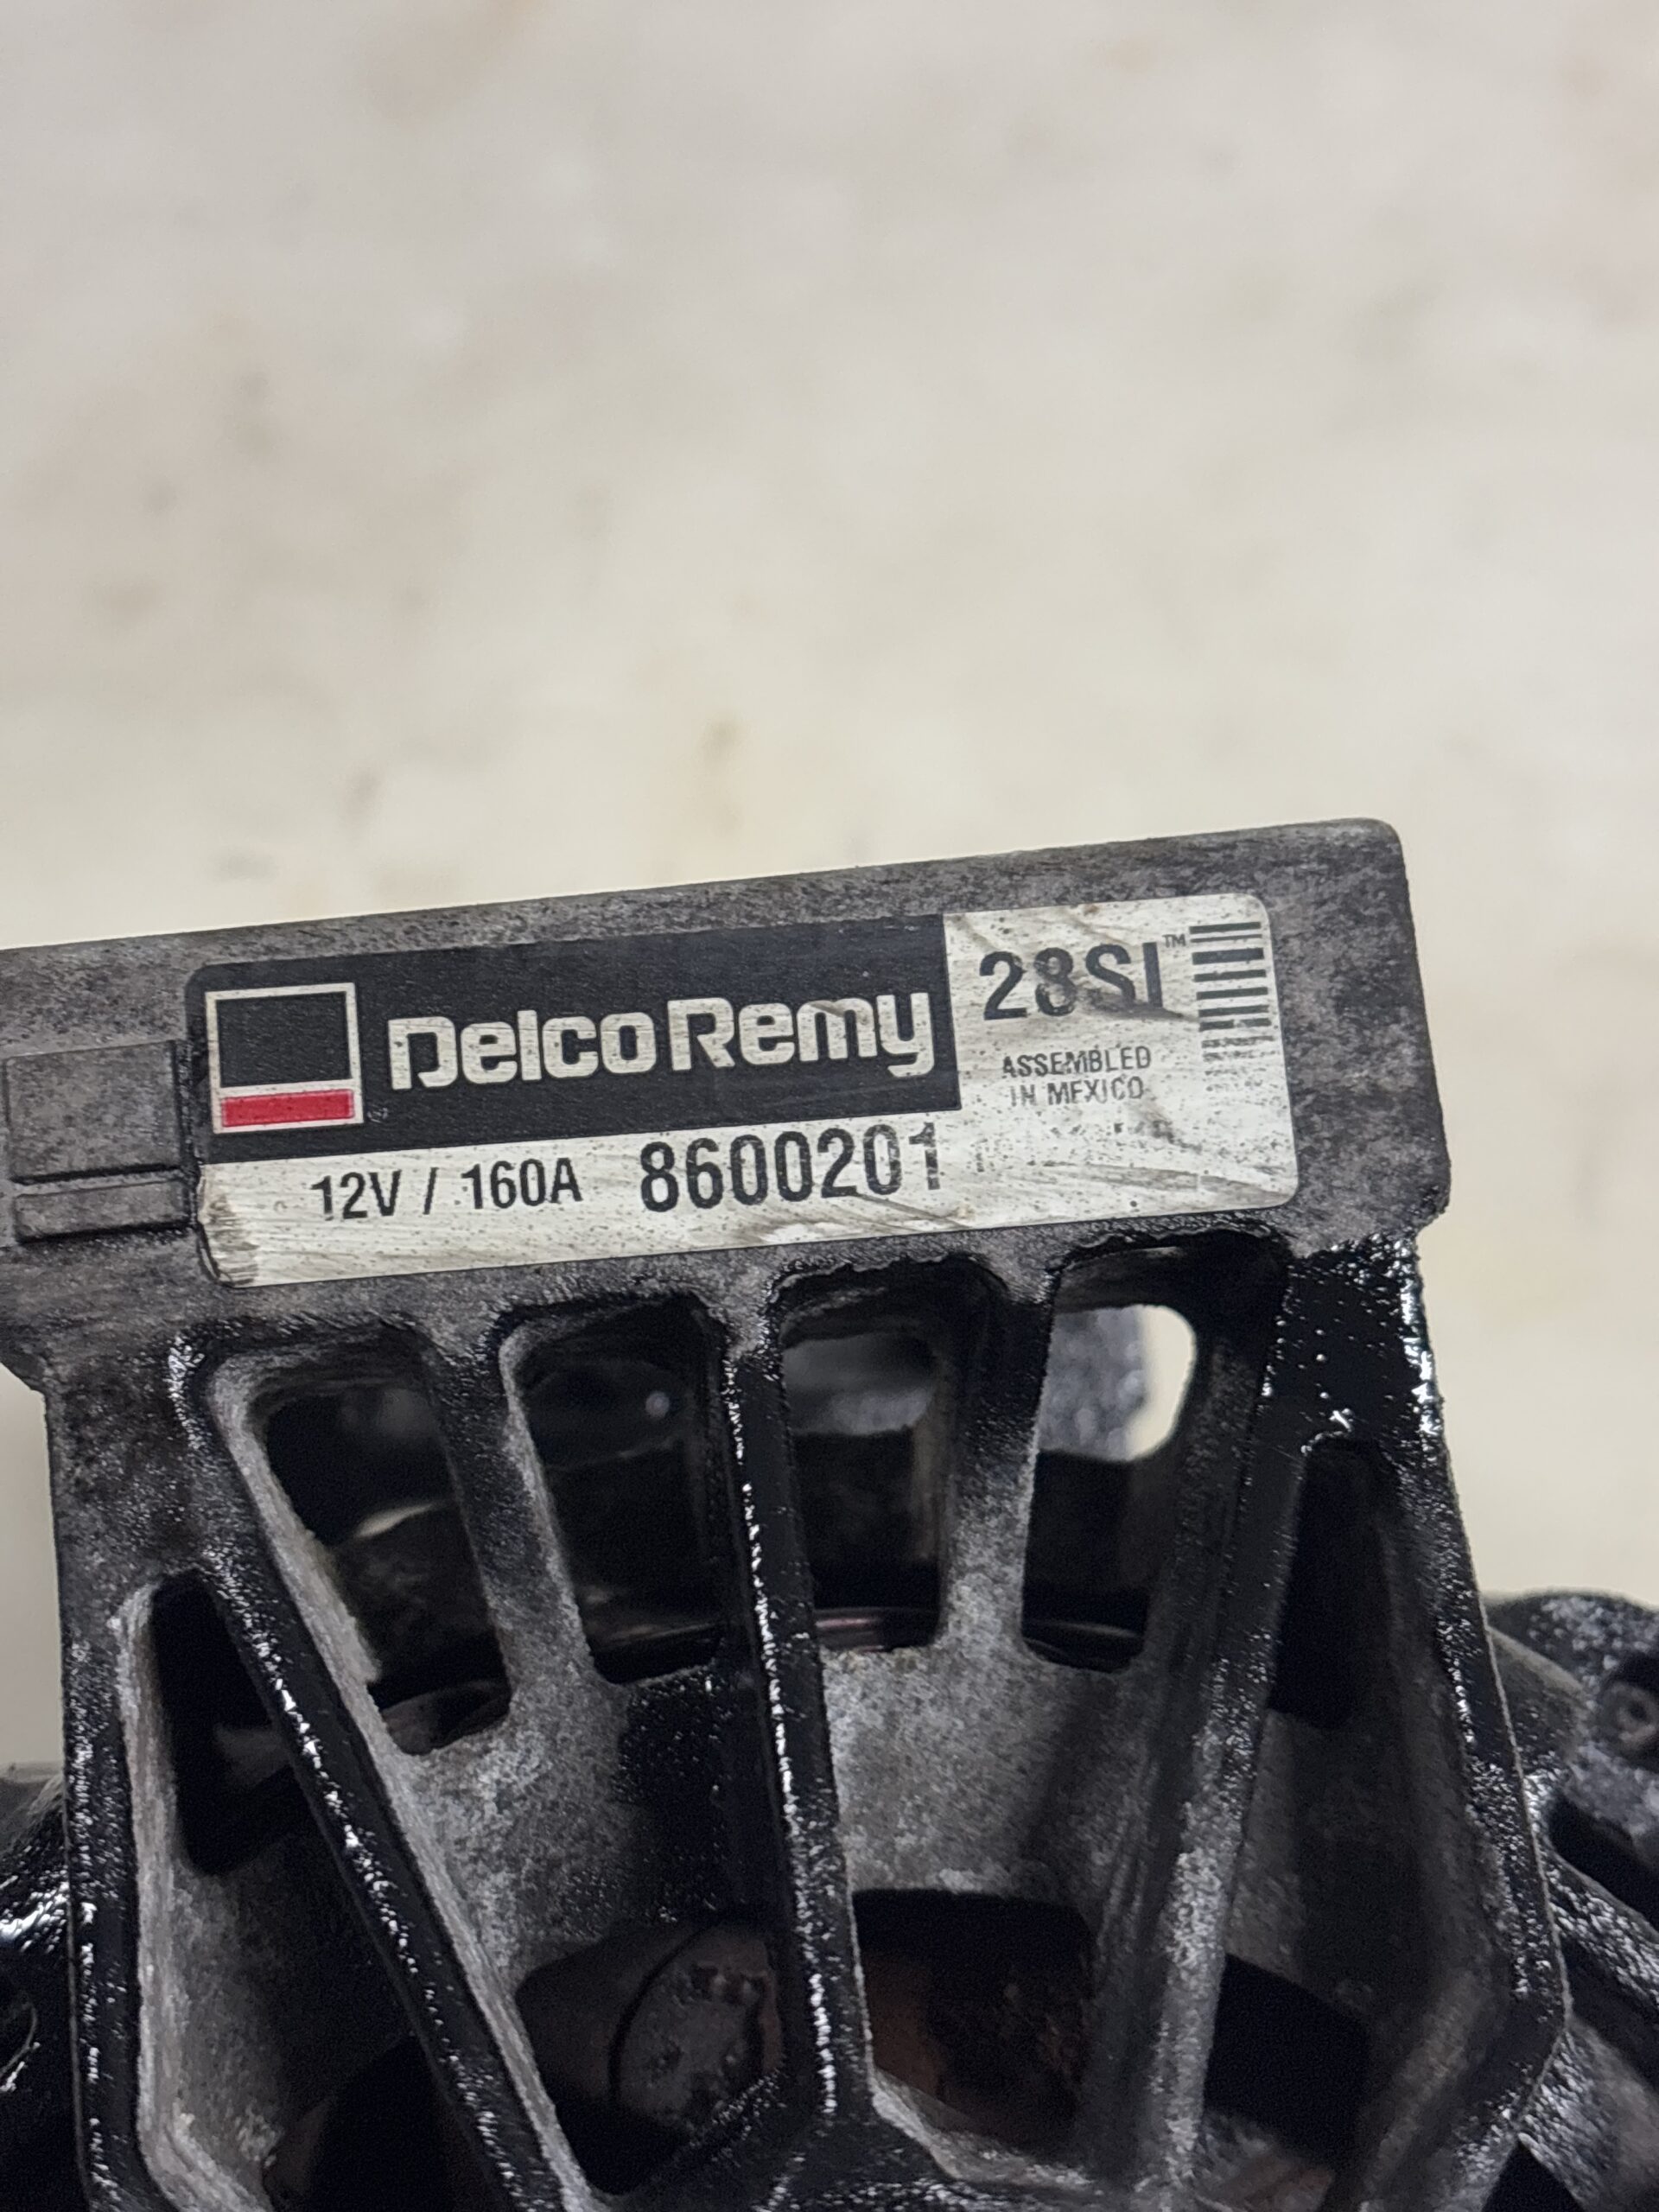 Delco Remy
28SI™
ASSEMBLED
IN MEXICO
12V / 160A 8600201